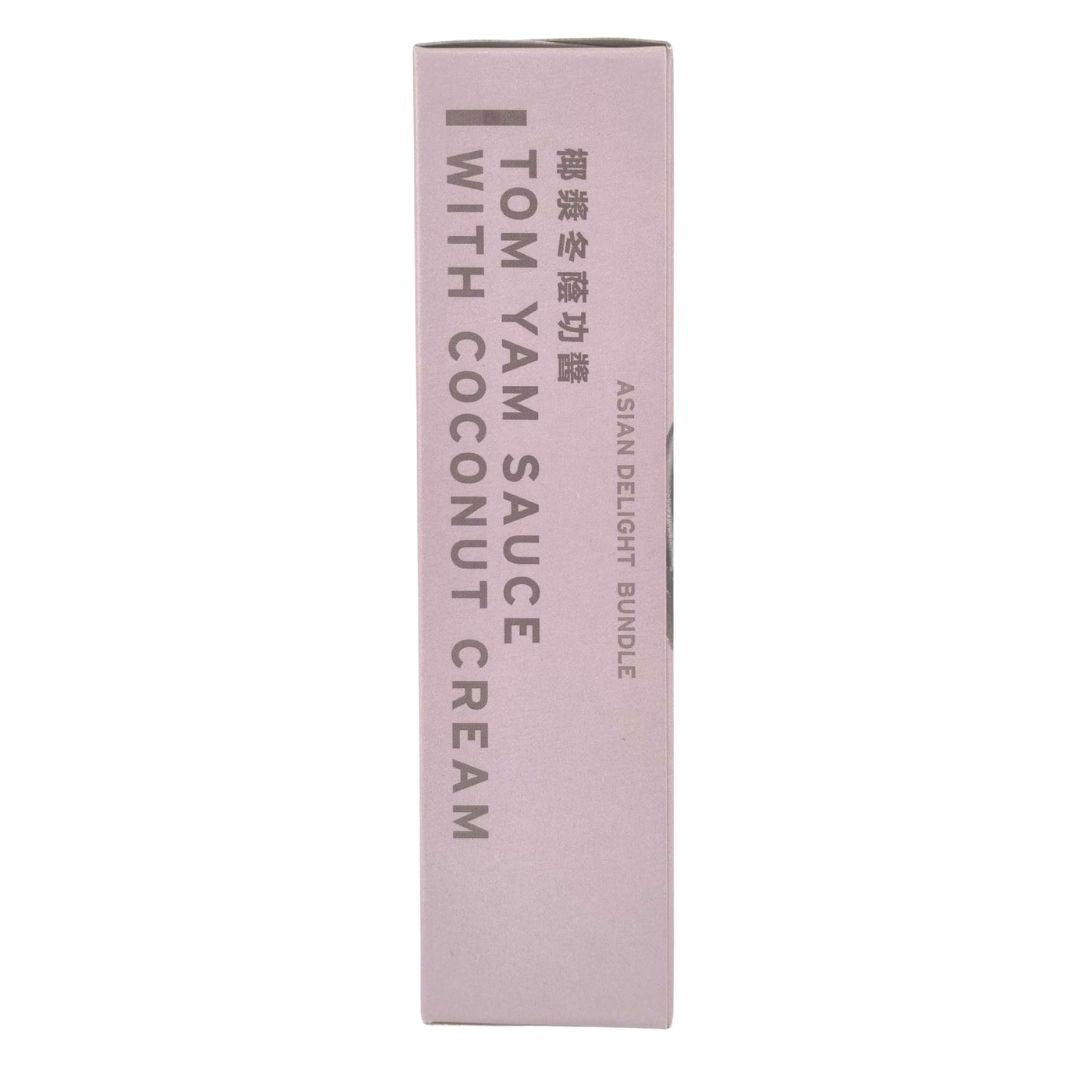 ASIAN DELIGHT BUNDLE
椰漿冬蔭功醬
TOM YAM SAUCE
WITH COCONUT CREAM